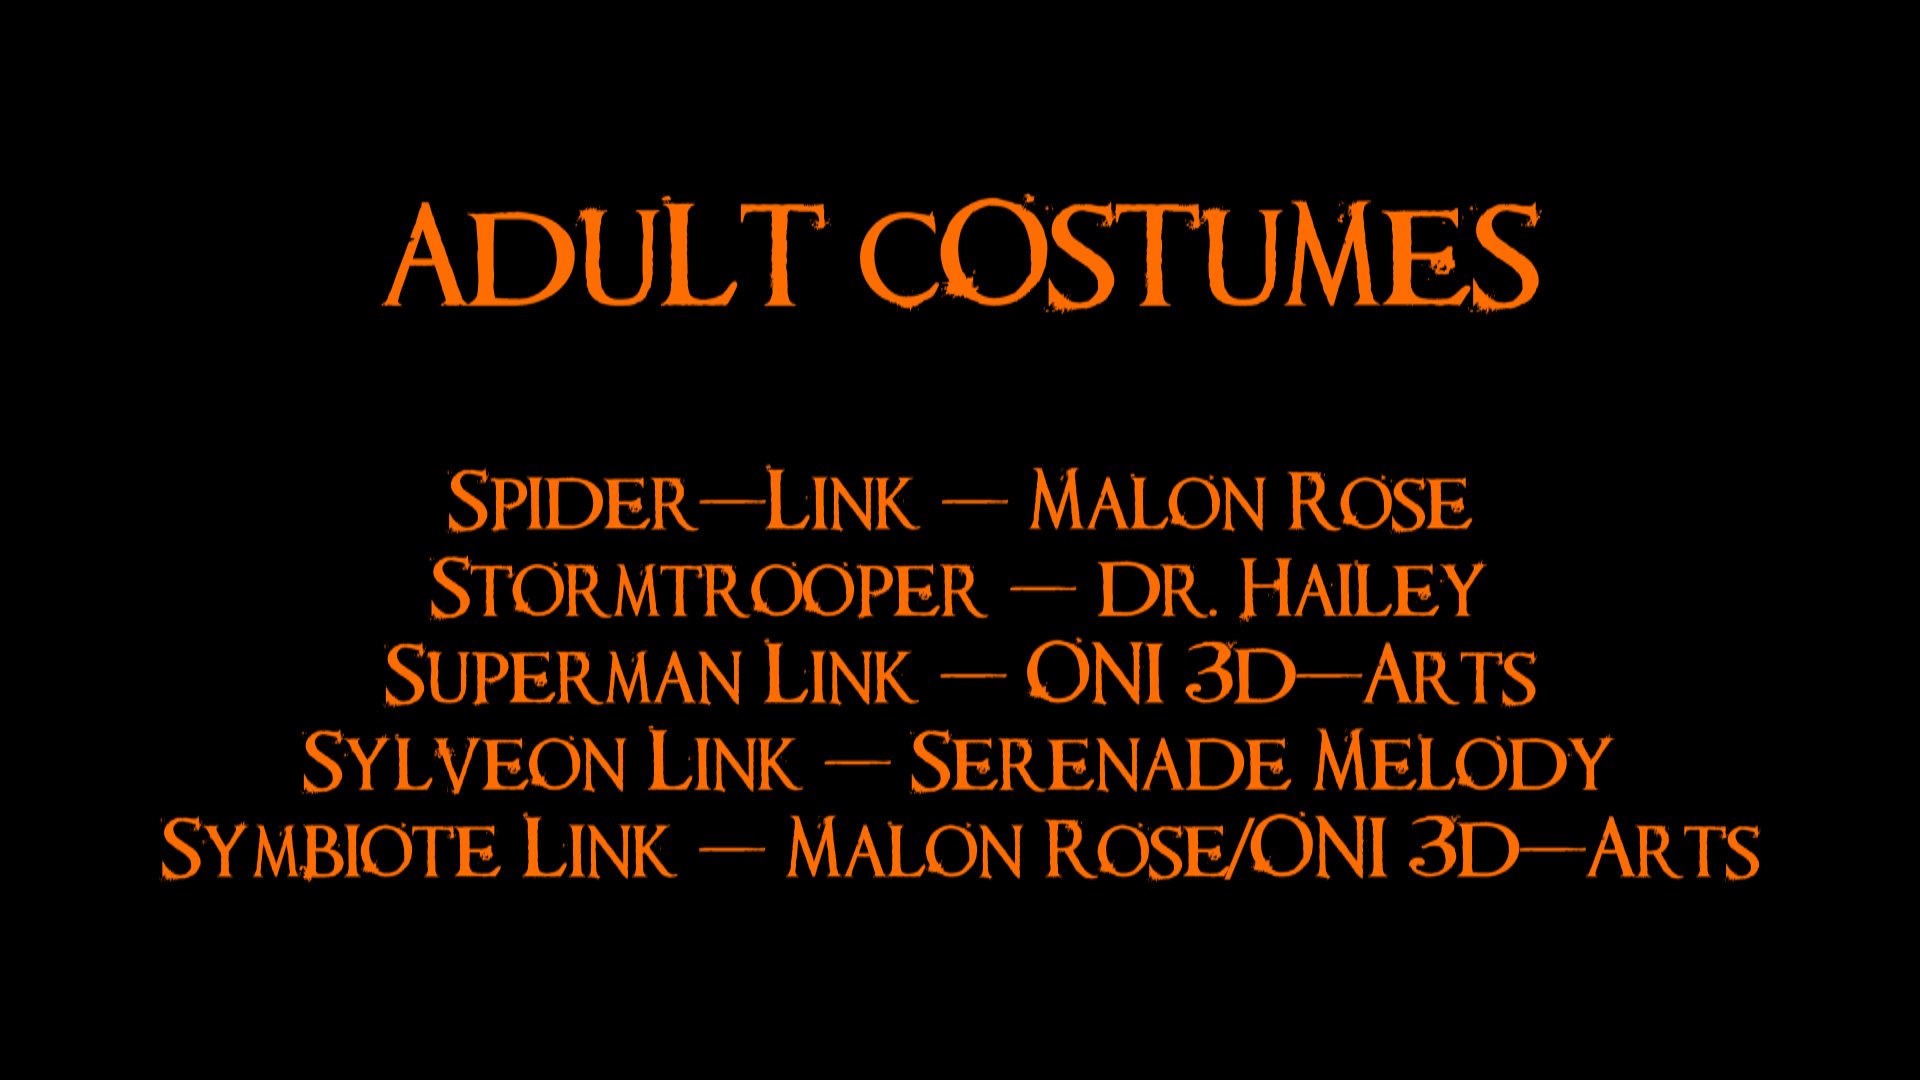 ADULT COSTUMES
Spider-Link - Malon Rose
Stormtrooper - Dr. Hailey
Superman Link - ONI 3D-Arts
Sylveon Link - Serenade Melody
Symbiote Link - Malon Rose/ONI 3D-Arts